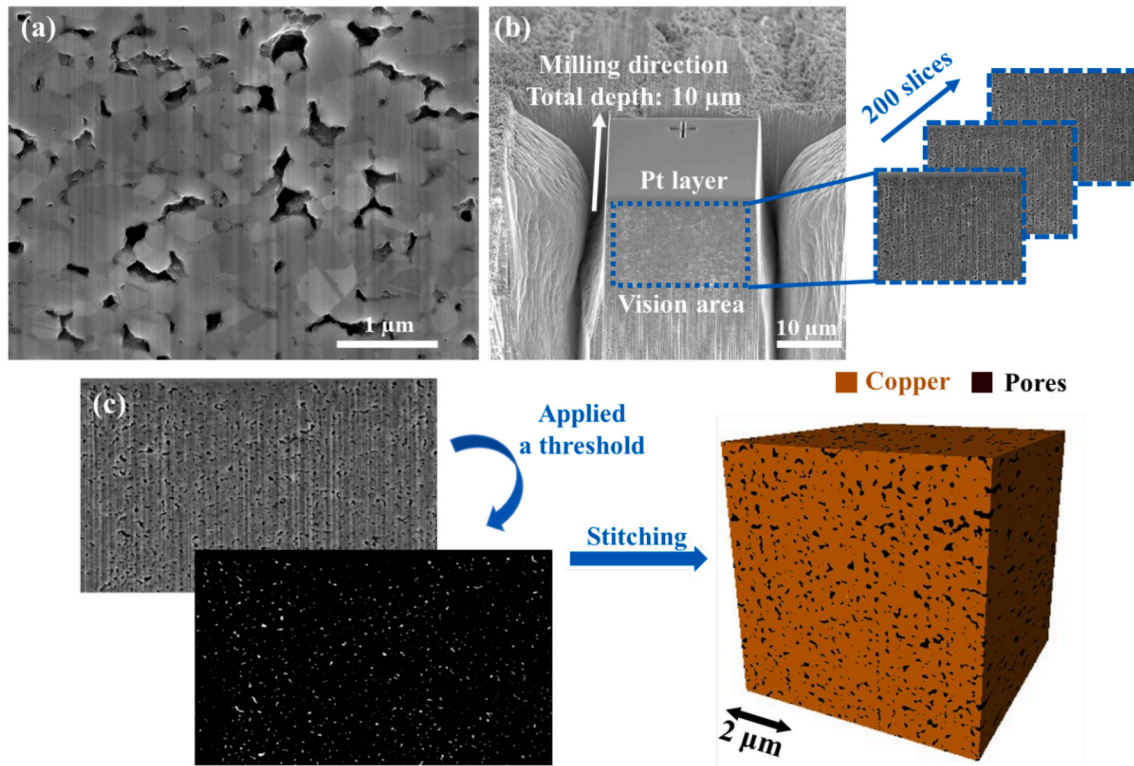 (a)
1 μm
(b)
Milling direction
Total depth: 10 μm
Pt layer
Vision area
10 μm
200 slices
(c)
Applied
a threshold
Stitching
Copper
Pores
2 μm